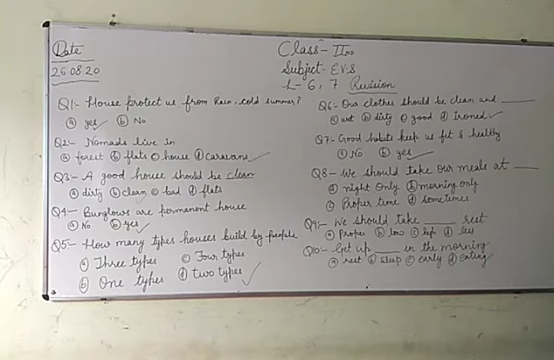 Date
26 08 20
Class- II
Subject- EVS
L- 6, 7 Revision
Q1- House protect us from Rain, cold summer?
a yes ✓ b No
Q2- Nomads live in
a forest b flats c house d caravans ✓
Q3- A good house should be clean
a dirty b clean ✓ c bad d flats
Q4- Bunglows are permanent house
a No b yes ✓
Q5- How many types houses build by people
a Three types c Four types
b One types d two types ✓
Q6- Our clothes should be clean and ____
a wet b dirty c good d Ironed ✓
Q7- Good habits keep us fit & healthy
a No b yes ✓
Q8- We should take our meals at ____
a night Only b morning only
c Proper time d sometimes
Q9- We should take ____ rest
a Proper b low c high d less
Q10- Get up ____ in the morning
a rest b sleep c early d eating ✓